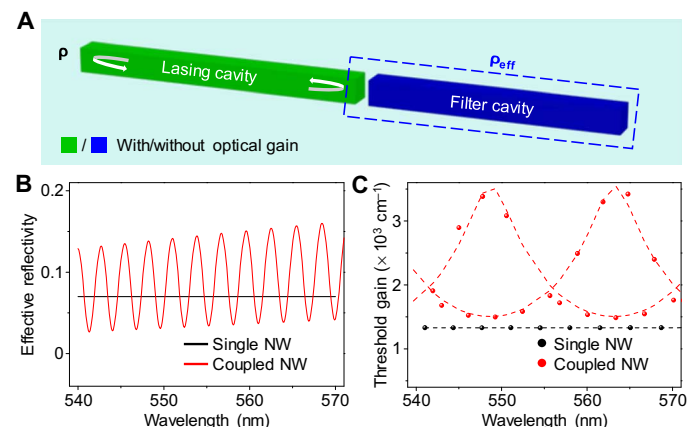 A
ρ
Lasing cavity
ρeff
Filter cavity
/ With/without optical gain
B
0.2
0.1
0
Effective reflectivity
Single NW
Coupled NW
540
550
560
570
Wavelength (nm)
C
3
2
1
Threshold gain (× 10³ cm⁻¹)
Single NW
Coupled NW
540
550
560
570
Wavelength (nm)